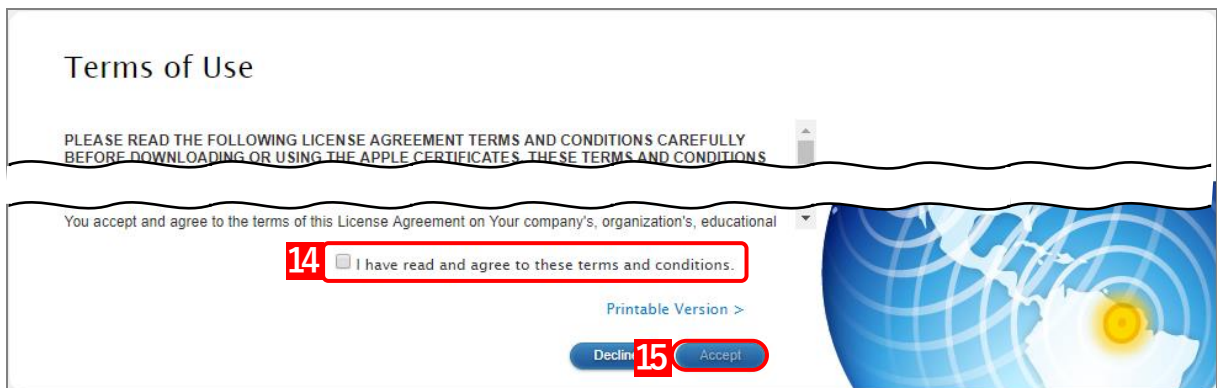 Terms of Use
PLEASE READ THE FOLLOWING LICENSE AGREEMENT TERMS AND CONDITIONS CAREFULLY
BEFORE DOWNLOADING OR USING THE APPLE CERTIFICATES. THESE TERMS AND CONDITIONS
You accept and agree to the terms of this License Agreement on Your company's, organization's, educational
14 I have read and agree to these terms and conditions.
Printable Version >
Decline 15 Accept